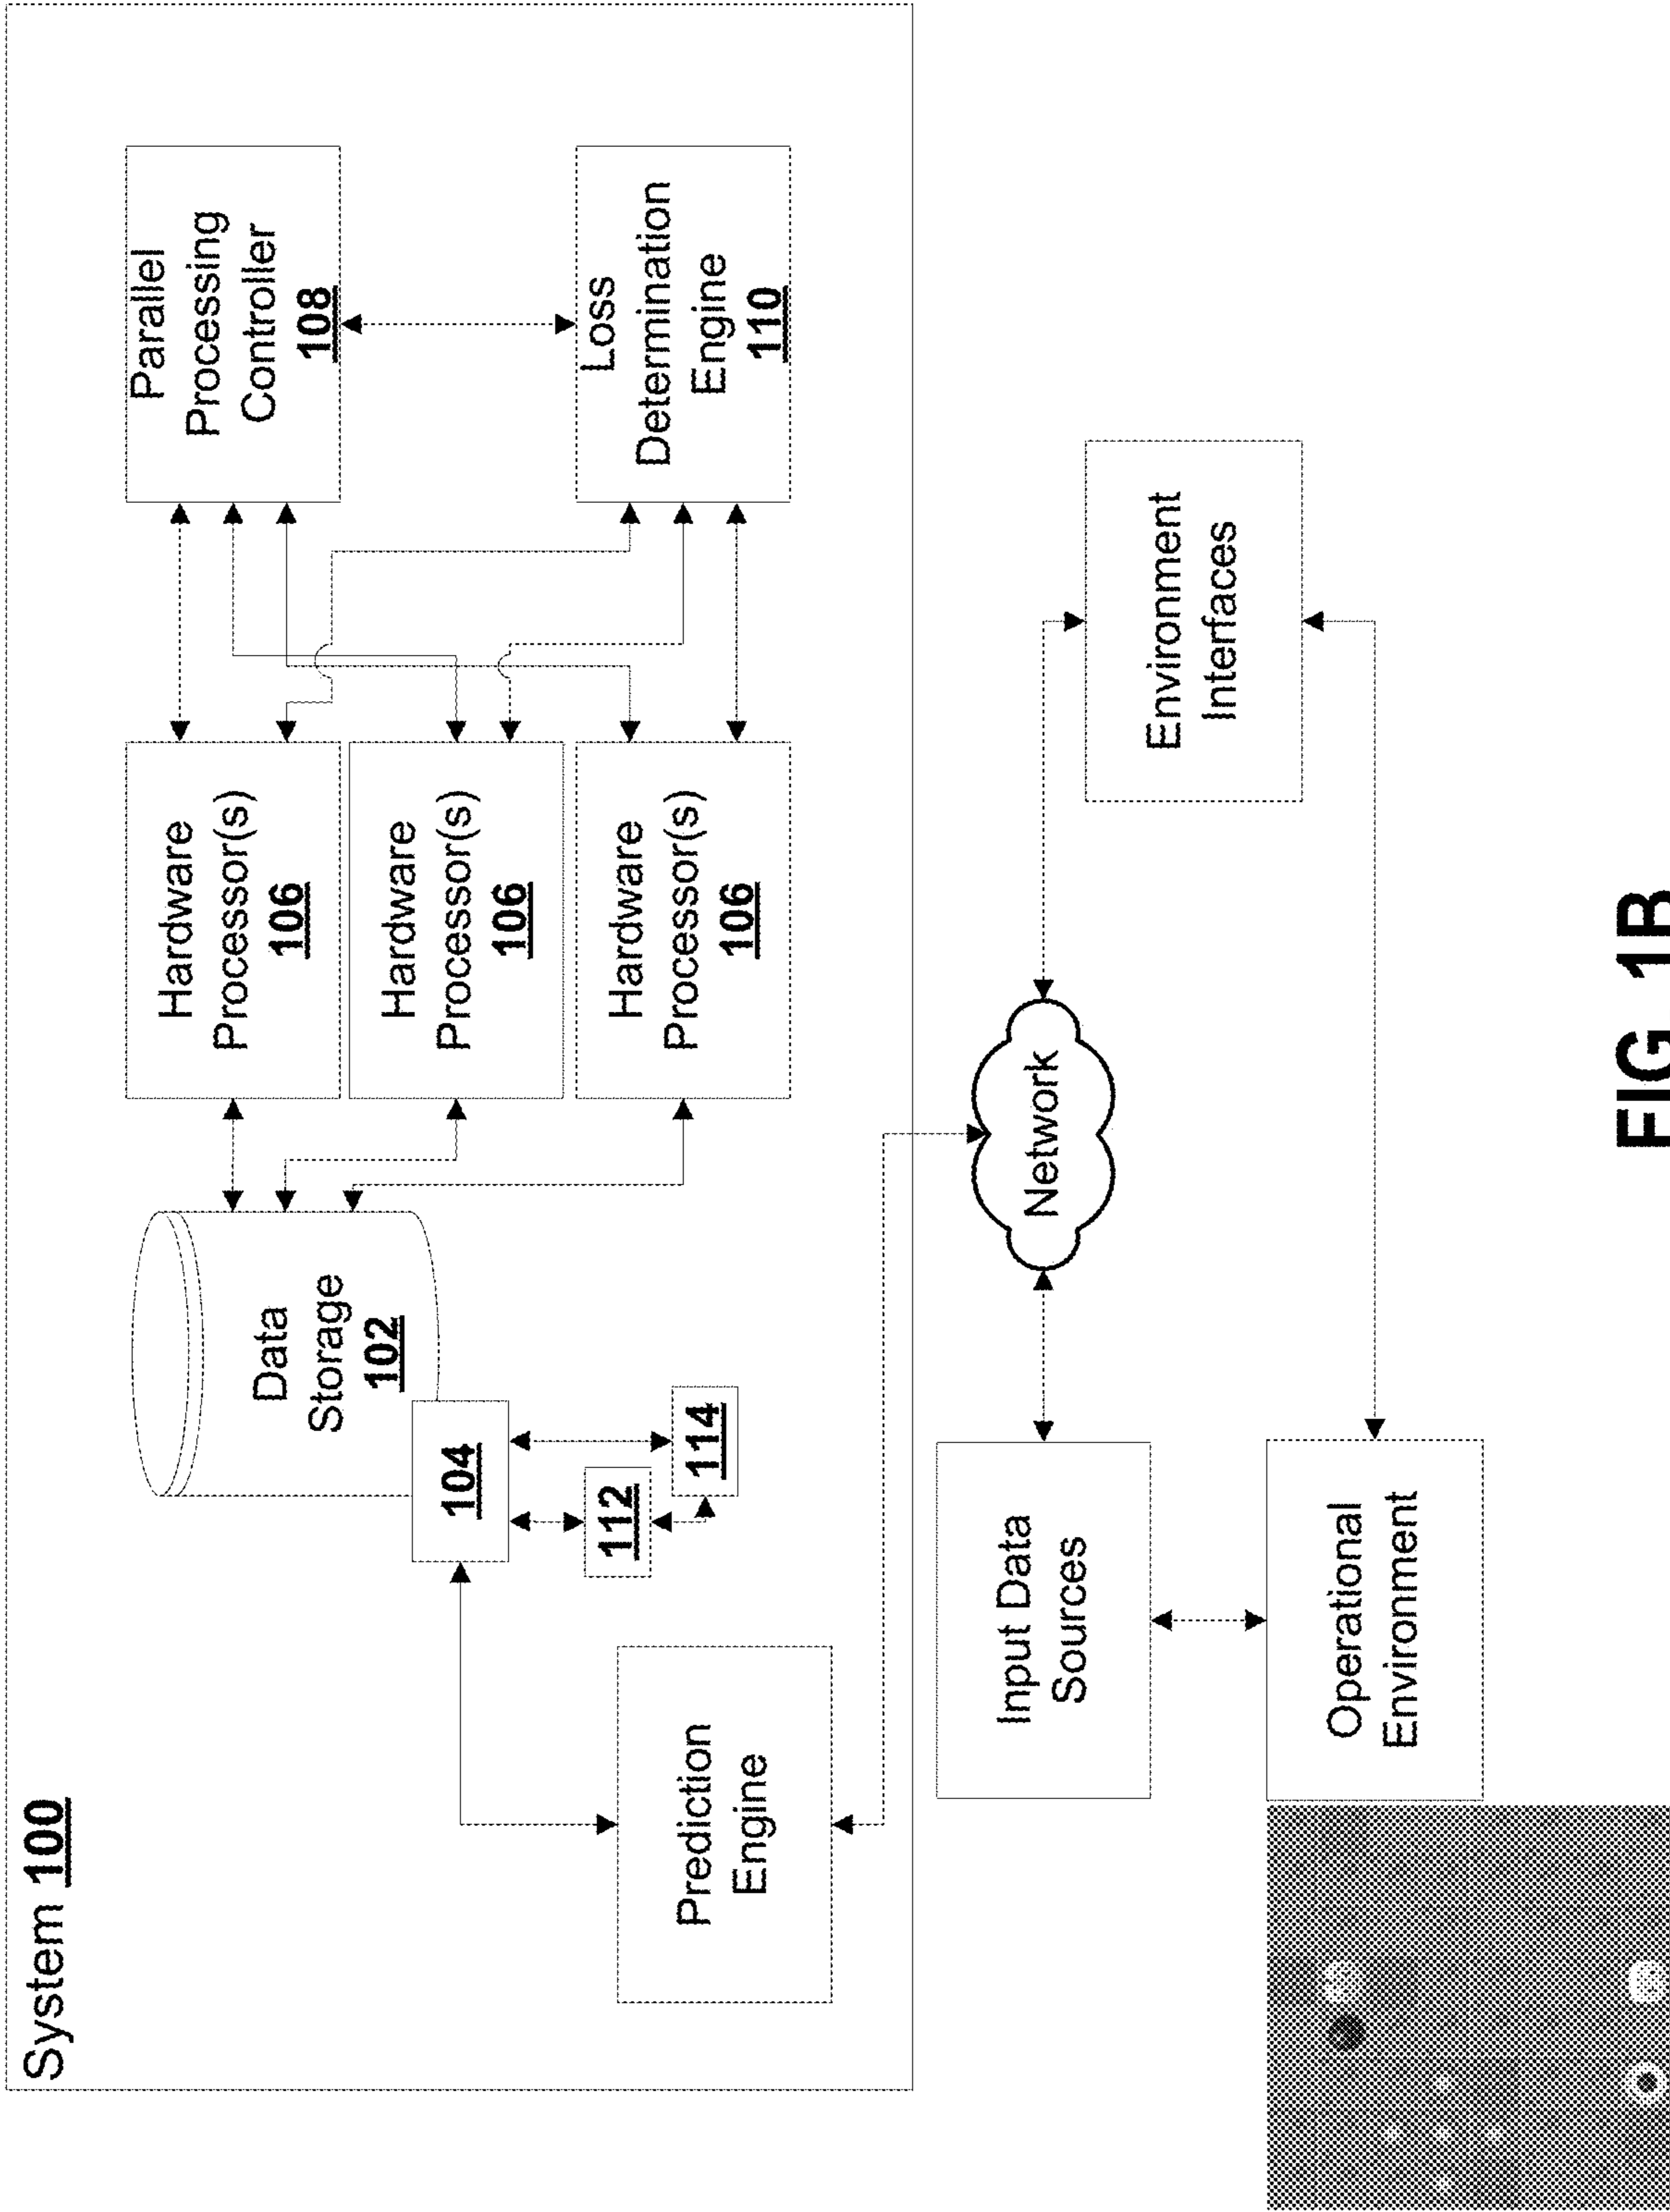 System 100
Parallel
Processing
Controller
108
Loss
Determination
Engine
110
Hardware
Processor(s)
106
Hardware
Processor(s)
106
Hardware
Processor(s)
106
Data
Storage
102
104
112
114
Prediction
Engine
Network
Input Data
Sources
Operational
Environment
Environment
Interfaces
FIG 1B